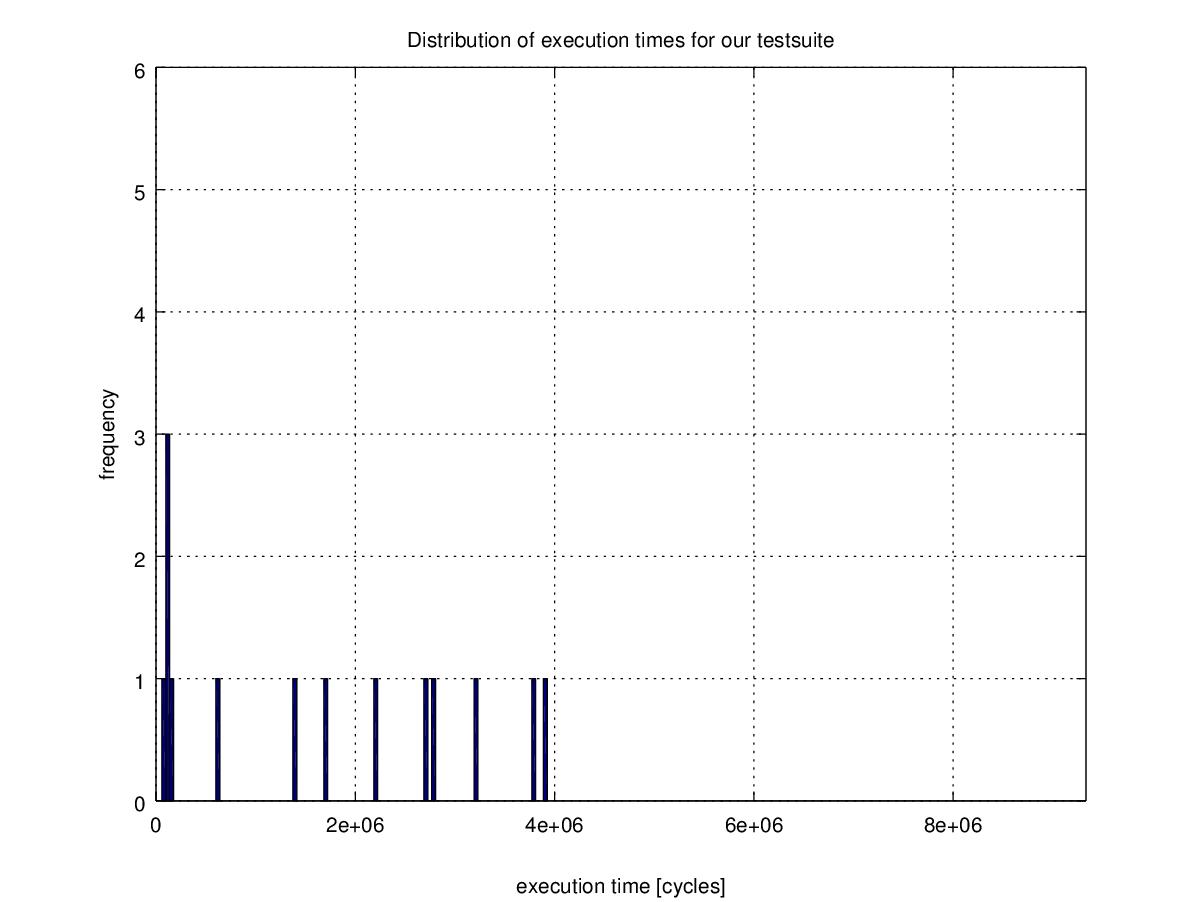 Distribution of execution times for our testsuite
6
5
4
3
2
1
0
frequency
0 2e+06 4e+06 6e+06 8e+06
execution time [cycles]